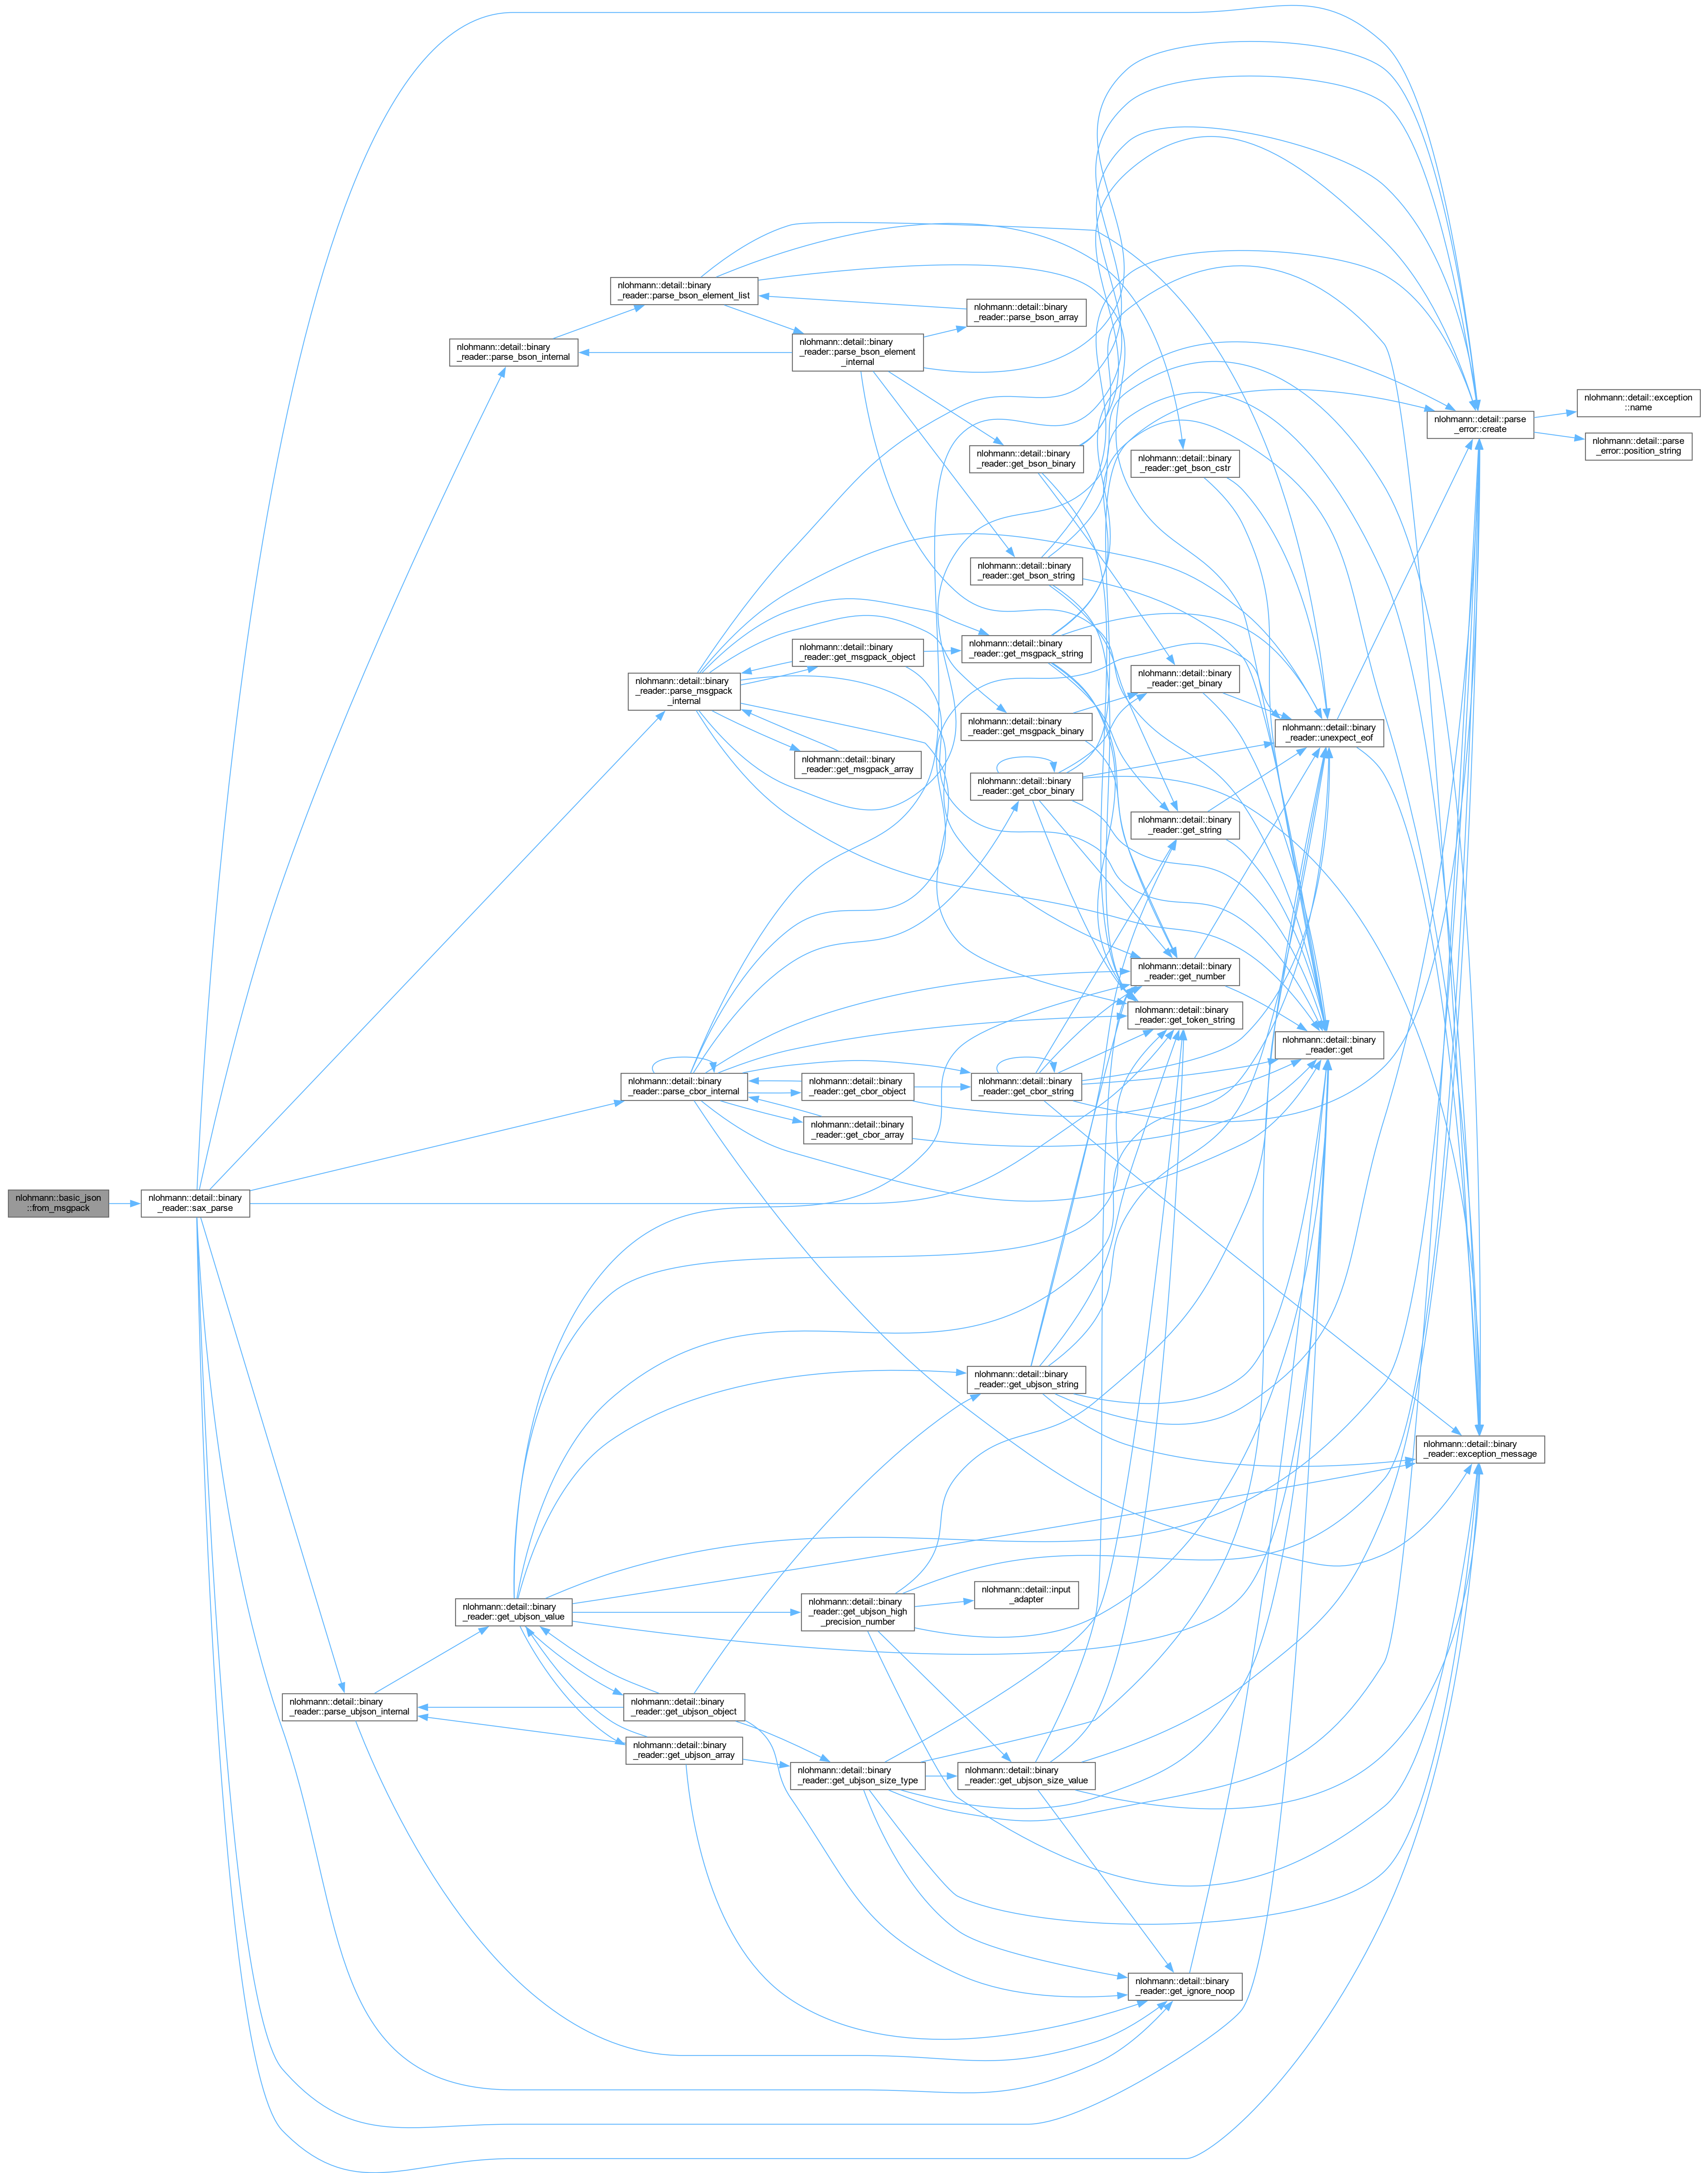 nlohmann::detail::binary
_reader::parse_bson_element_list
nlohmann::detail::binary
_reader::parse_bson_array
nlohmann::detail::binary
_reader::parse_bson_internal
nlohmann::detail::binary
_reader::parse_bson_element
_internal
nlohmann::detail::exception
::name
nlohmann::detail::parse
_error::create
nlohmann::detail::parse
_error::position_string
nlohmann::detail::binary
_reader::get_bson_binary
nlohmann::detail::binary
_reader::get_bson_cstr
nlohmann::detail::binary
_reader::get_bson_string
nlohmann::detail::binary
_reader::get_msgpack_object
nlohmann::detail::binary
_reader::get_msgpack_string
nlohmann::detail::binary
_reader::parse_msgpack
_internal
nlohmann::detail::binary
_reader::get_binary
nlohmann::detail::binary
_reader::get_msgpack_binary
nlohmann::detail::binary
_reader::unexpect_eof
nlohmann::detail::binary
_reader::get_msgpack_array
nlohmann::detail::binary
_reader::get_cbor_binary
nlohmann::detail::binary
_reader::get_string
nlohmann::detail::binary
_reader::get_number
nlohmann::detail::binary
_reader::get_token_string
nlohmann::detail::binary
_reader::get
nlohmann::detail::binary
_reader::parse_cbor_internal
nlohmann::detail::binary
_reader::get_cbor_object
nlohmann::detail::binary
_reader::get_cbor_string
nlohmann::detail::binary
_reader::get_cbor_array
nlohmann::basic_json
::from_msgpack
nlohmann::detail::binary
_reader::sax_parse
nlohmann::detail::binary
_reader::get_ubjson_string
nlohmann::detail::binary
_reader::exception_message
nlohmann::detail::binary
_reader::get_ubjson_value
nlohmann::detail::binary
_reader::get_ubjson_high
_precision_number
nlohmann::detail::input
_adapter
nlohmann::detail::binary
_reader::parse_ubjson_internal
nlohmann::detail::binary
_reader::get_ubjson_object
nlohmann::detail::binary
_reader::get_ubjson_array
nlohmann::detail::binary
_reader::get_ubjson_size_type
nlohmann::detail::binary
_reader::get_ubjson_size_value
nlohmann::detail::binary
_reader::get_ignore_noop